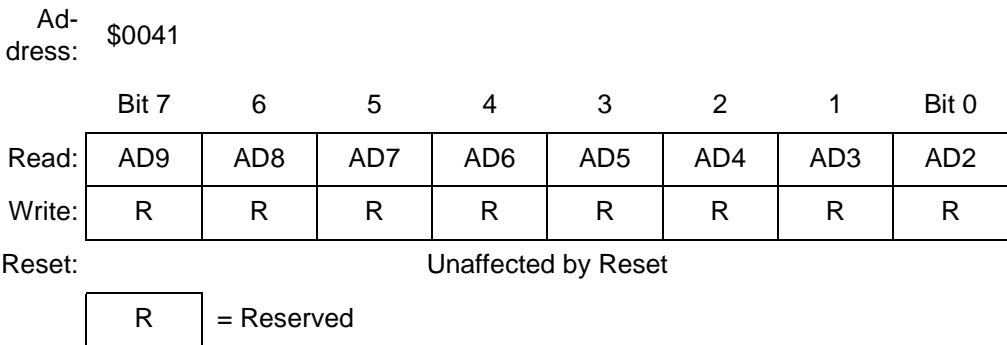 Ad-
dress: $0041
Bit 7 6 5 4 3 2 1 Bit 0
Read: AD9 AD8 AD7 AD6 AD5 AD4 AD3 AD2
Write: R R R R R R R R
Reset: Unaffected by Reset
R = Reserved